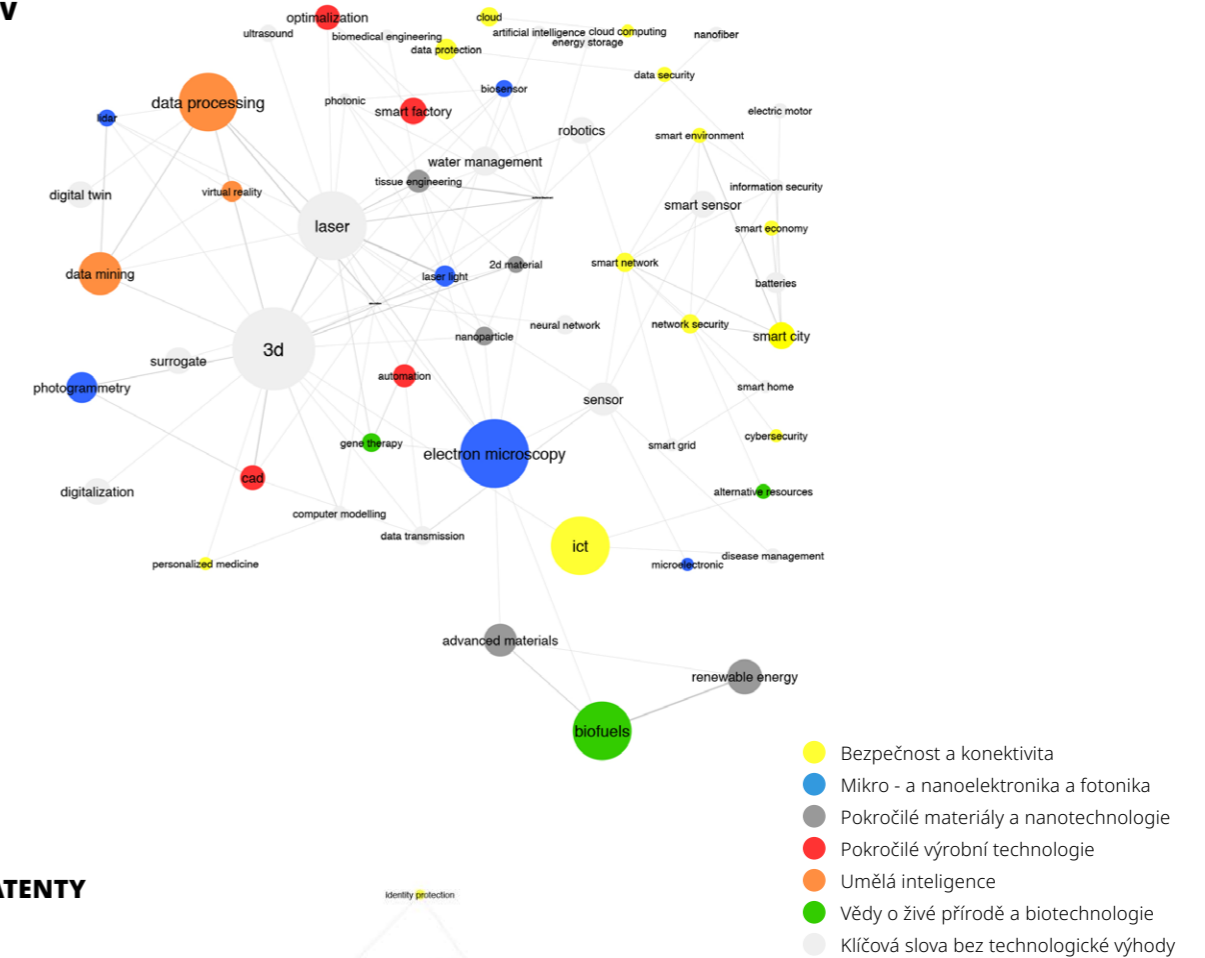 V
optimalization
cloud
ultrasound
biomedical engineering
artificial intelligence
cloud computing
energy storage
nanofiber
data protection
data security
biosensor
data processing
photonic
smart factory
electric motor
lidar
robotics
smart environment
water management
tissue engineering
information security
digital twin
virtual reality
smart sensor
laser
smart economy
2d material
smart network
data mining
laser light
batteries
neural network
network security
nanoparticle
smart city
3d
surrogate
automation
photogrammetry
smart home
sensor
cybersecurity
gene therapy
smart grid
electron microscopy
cad
digitalization
alternative resources
computer modelling
data transmission
ict
disease management
personalized medicine
microelectronic
advanced materials
renewable energy
biofuels
Bezpečnost a konektivita
Mikro - a nanoelektronika a fotonika
Pokročilé materiály a nanotechnologie
Pokročilé výrobní technologie
Umělá inteligence
Vědy o živé přírodě a biotechnologie
Klíčová slova bez technologické výhody
ATENTY
Identity protection